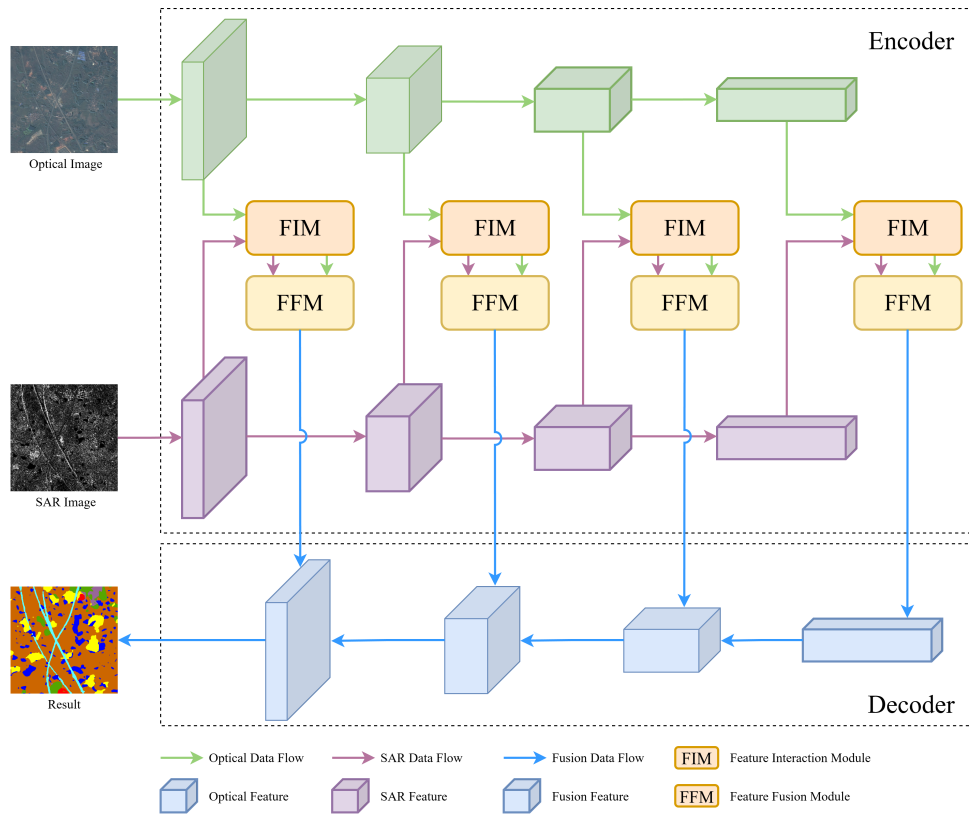 Encoder
Optical Image
FIM FIM FIM FIM
FFM FFM FFM FFM
SAR Image
Result
Decoder
Optical Data Flow SAR Data Flow Fusion Data Flow FIM Feature Interaction Module
Optical Feature SAR Feature Fusion Feature FFM Feature Fusion Module